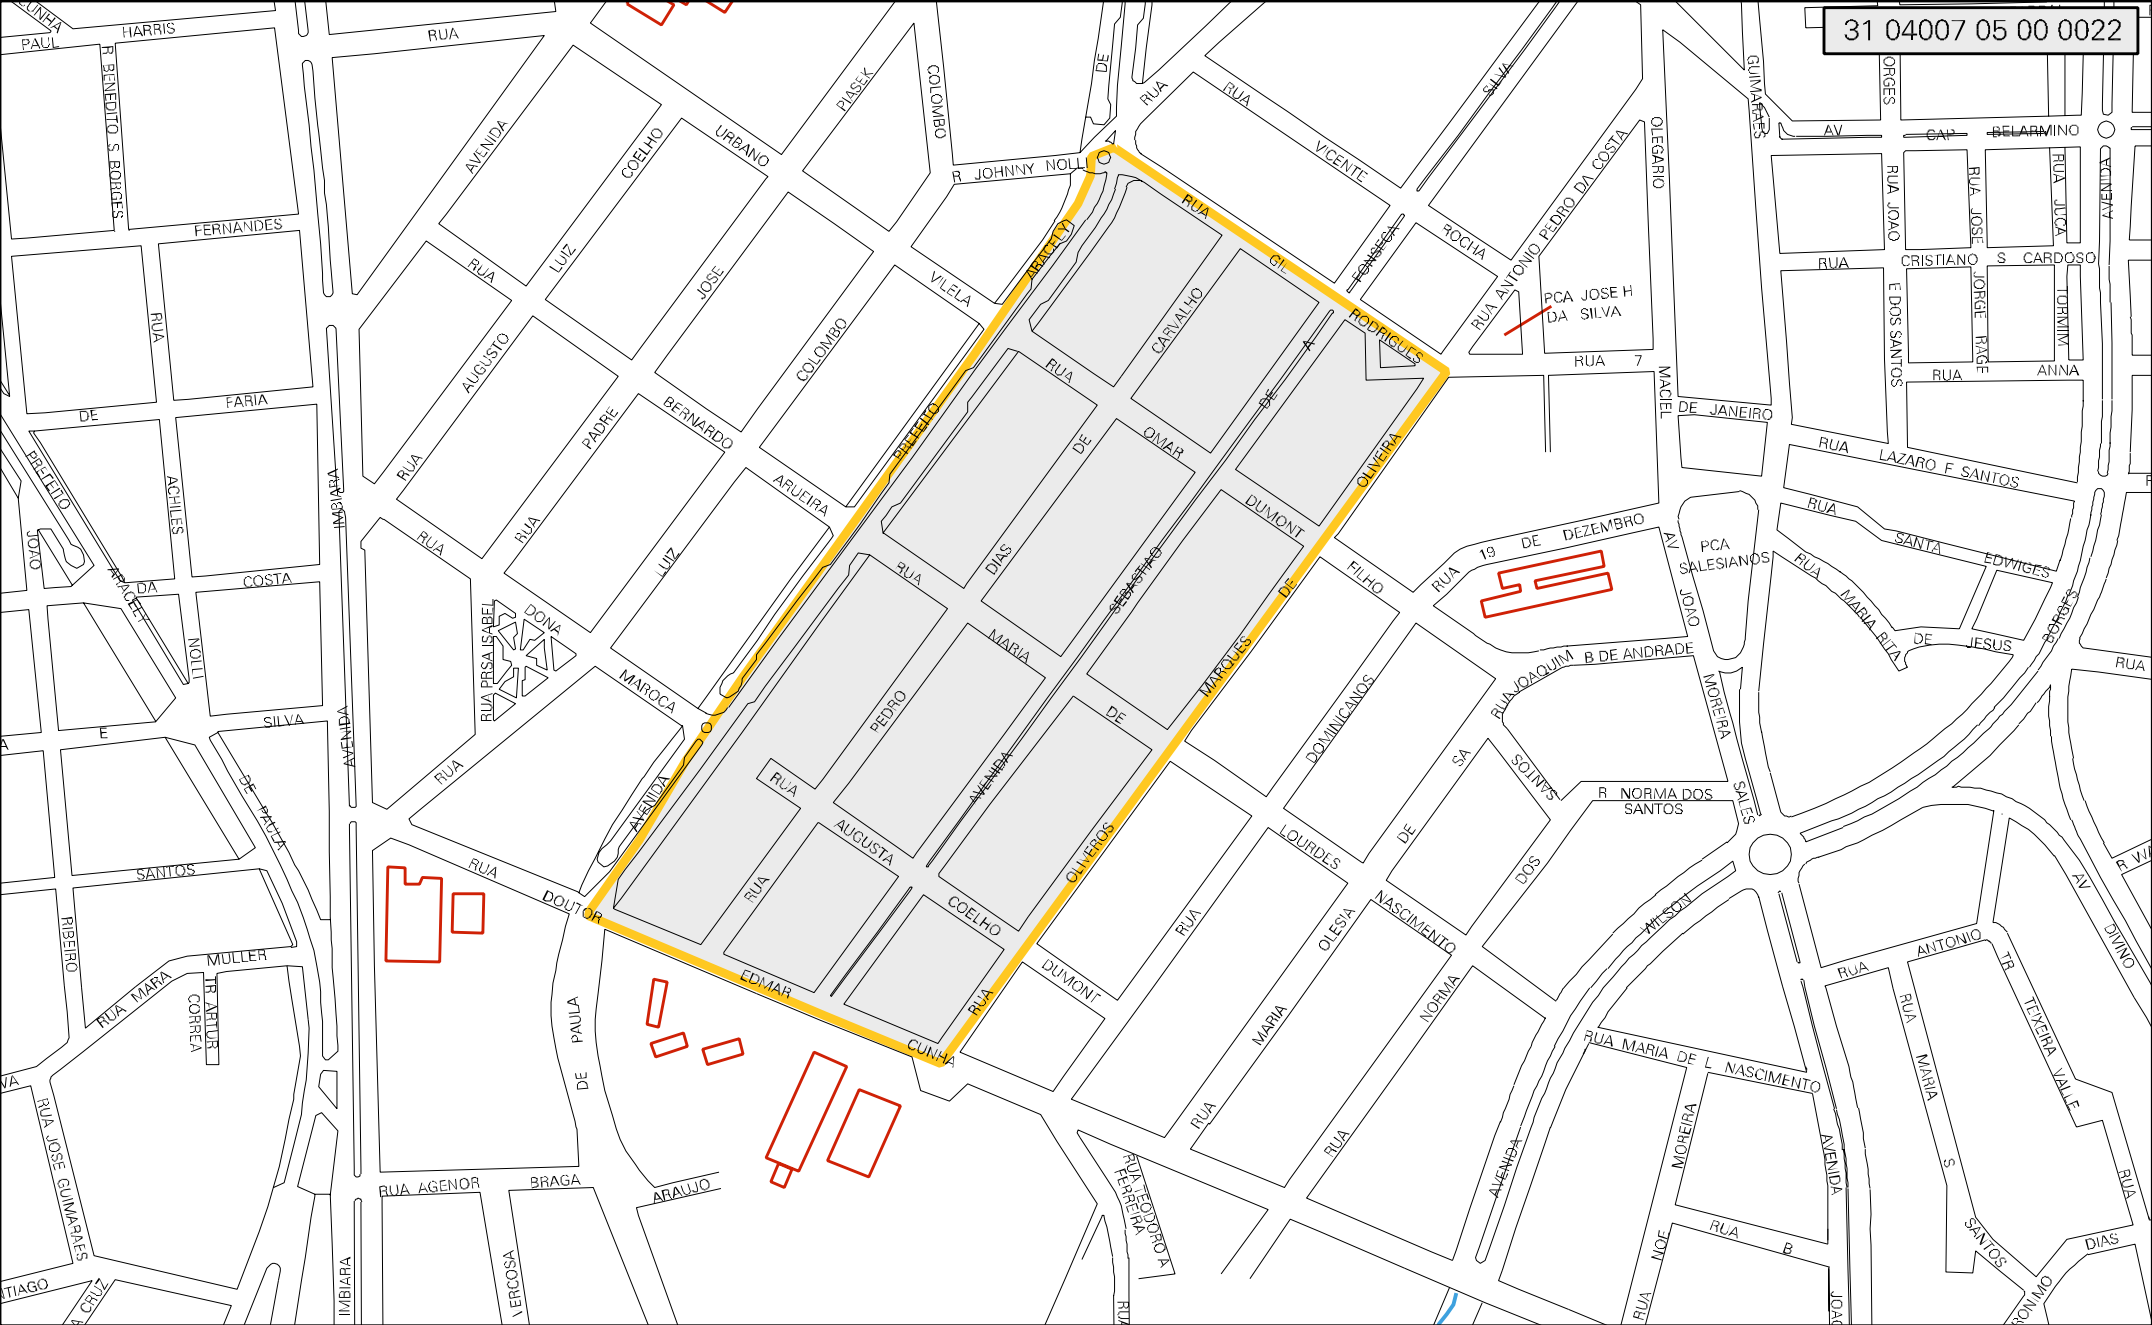 31 04007 05 00 0022
CUNHA
PAUL
HARRIS
RUA
R BENEDITO S BORGES
FERNANDES
RUA
DE
FARIA
PREFEITO
JOAO
ARACELY
ACHILES
DA
COSTA
NOLLI
E
SILVA
DE PAULA
SANTOS
RIBEIRO
MULLER
RUA MARA
TR ARTUR
CORREA
RUA JOSE GUIMARAES
CRUZ
IMBIARA
AVENIDA
IMBIARA
AVENIDA
RUA
AUGUSTO
RUA
COELHO
LUIZ
PADRE
RUA
URBANO
PIASEK
JOSE
COLOMBO
LUIZ
COLOMBO
R JOHNNY NOLLI
VILELA
BERNARDO
ARUEIRA
RUA
DONA
MAROCA
RUA PRSA ISABEL
RUA
RUA
DOUTOR
EDMAR
CUNHA
AVENIDA
PREFEITO
ARACELY
DE PAULA
RUA AGENOR
BRAGA
ARAUJO
DE
RUA
RUA
VICENTE
ROCHA
RUA
GIL
RODRIGUES
SILVA
FONSECA
A
DE
SEBASTIAO
AVENIDA
CARVALHO
DE
DIAS
PEDRO
RUA
RUA
OMAR
DUMONT
FILHO
RUA
MARIA
DE
LOURDES
NASCIMENTO
RUA
AUGUSTA
COELHO
DUMONT
OLIVEIRA
DE
MARQUES
OLIVEROS
RUA
RUA ANTONIO PEDRO DA COSTA
PCA JOSE H
DA SILVA
RUA 7
OLEGARIO
MACIEL
GUIMARAES
AV
CAP
BELARMINO
RUA JOAO
E DOS SANTOS
RUA JOSE
JORGE RAGE
RUA JUCA
TURMIM
AVENIDA
RUA
CRISTIANO S CARDOSO
RUA
ANNA
DE JANEIRO
RUA
LAZARO F SANTOS
RUA
SANTA
EDWIGES
RUA
MARIA RITA
DE
JESUS
BORGES
RUA
RUA
19 DE DEZEMBRO
PCA
SALESIANOS
AV
JOAO
MOREIRA
SALES
RUA JOAQUIM
B DE ANDRADE
R NORMA DOS
SANTOS
DOMINICANOS
RUA
SA
DE
OLESIA
MARIA
RUA
SANTOS
DOS
NORMA
RUA
WILSON
AVENIDA
RUA
ANTONIO
TR
TEIXEIRA
VALLE
AV
DIVINO
RUA MARIA DE L NASCIMENTO
MOREIRA
NOE
RUA
RUA
B
AVENIDA
RUA
MARIA
S
SANTOS
DIAS
RUA
RUA TEODORO A
FERREIRA